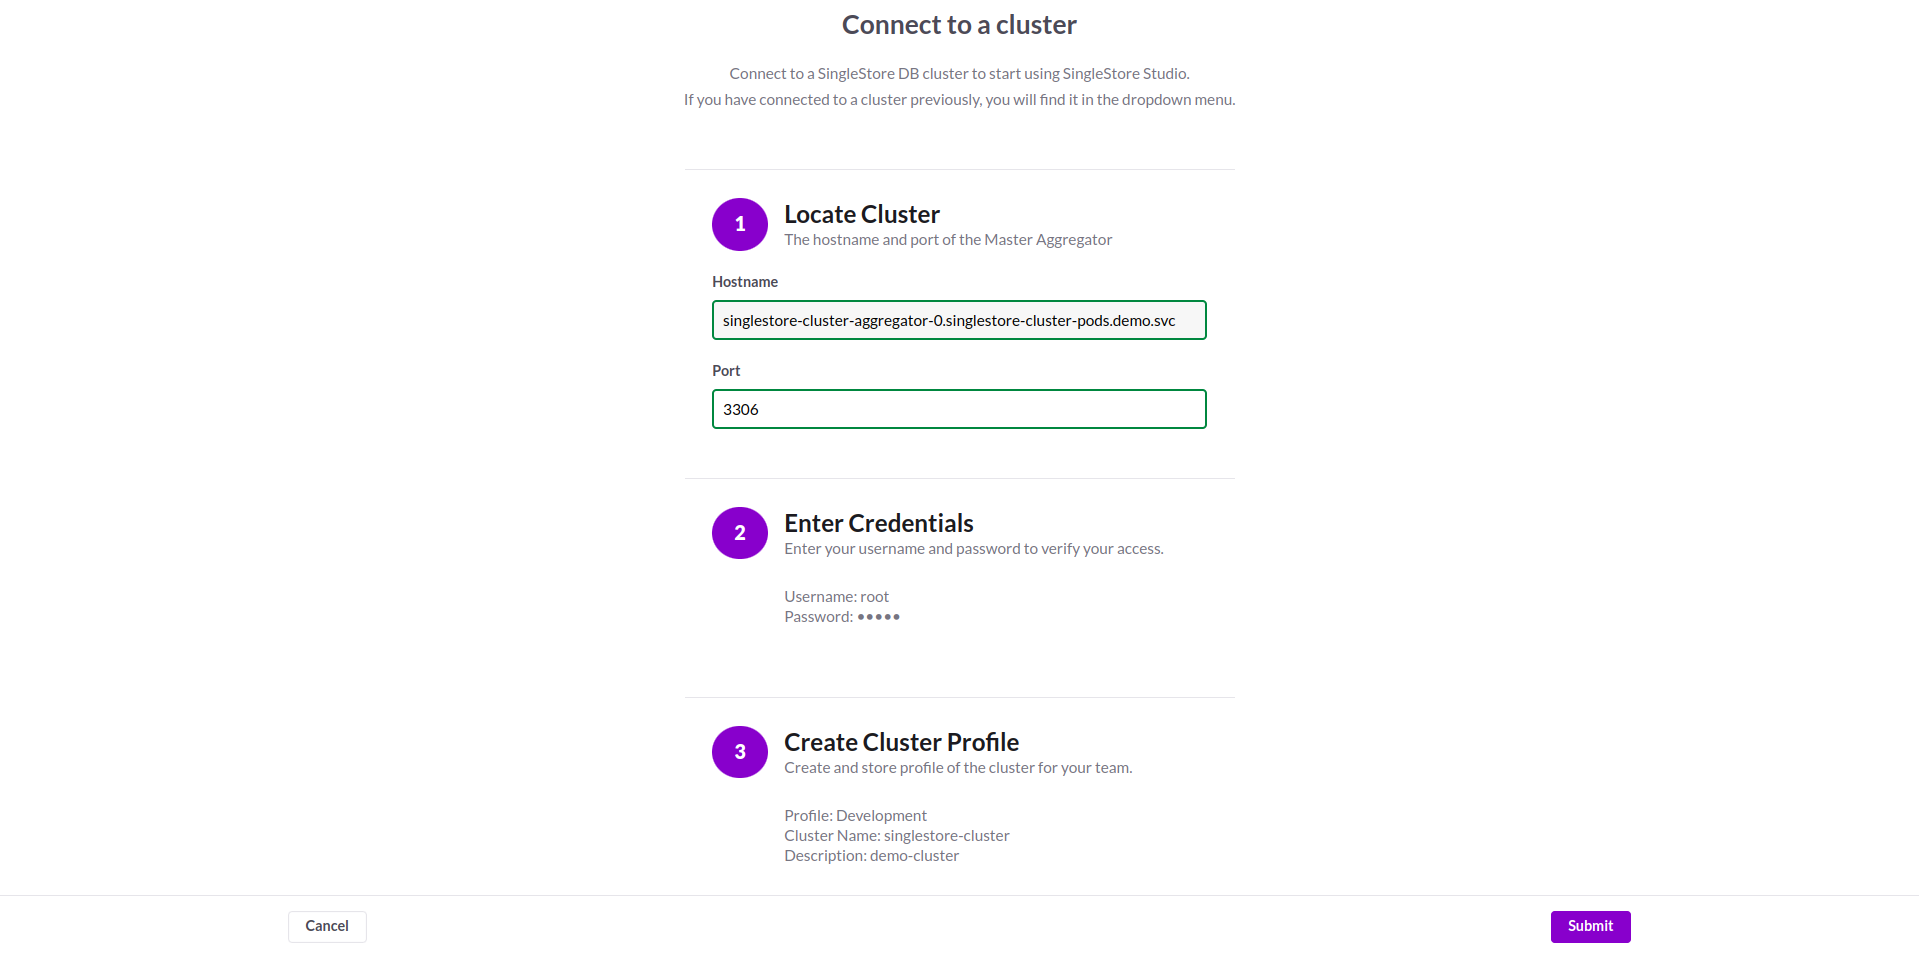 Connect to a cluster
Connect to a SingleStore DB cluster to start using SingleStore Studio.
If you have connected to a cluster previously, you will find it in the dropdown menu.
1
Locate Cluster
The hostname and port of the Master Aggregator
Hostname
singlestore-cluster-aggregator-0.singlestore-cluster-pods.demo.svc
Port
3306
2
Enter Credentials
Enter your username and password to verify your access.
Username: root
Password: •••••
3
Create Cluster Profile
Create and store profile of the cluster for your team.
Profile: Development
Cluster Name: singlestore-cluster
Description: demo-cluster
Cancel
Submit